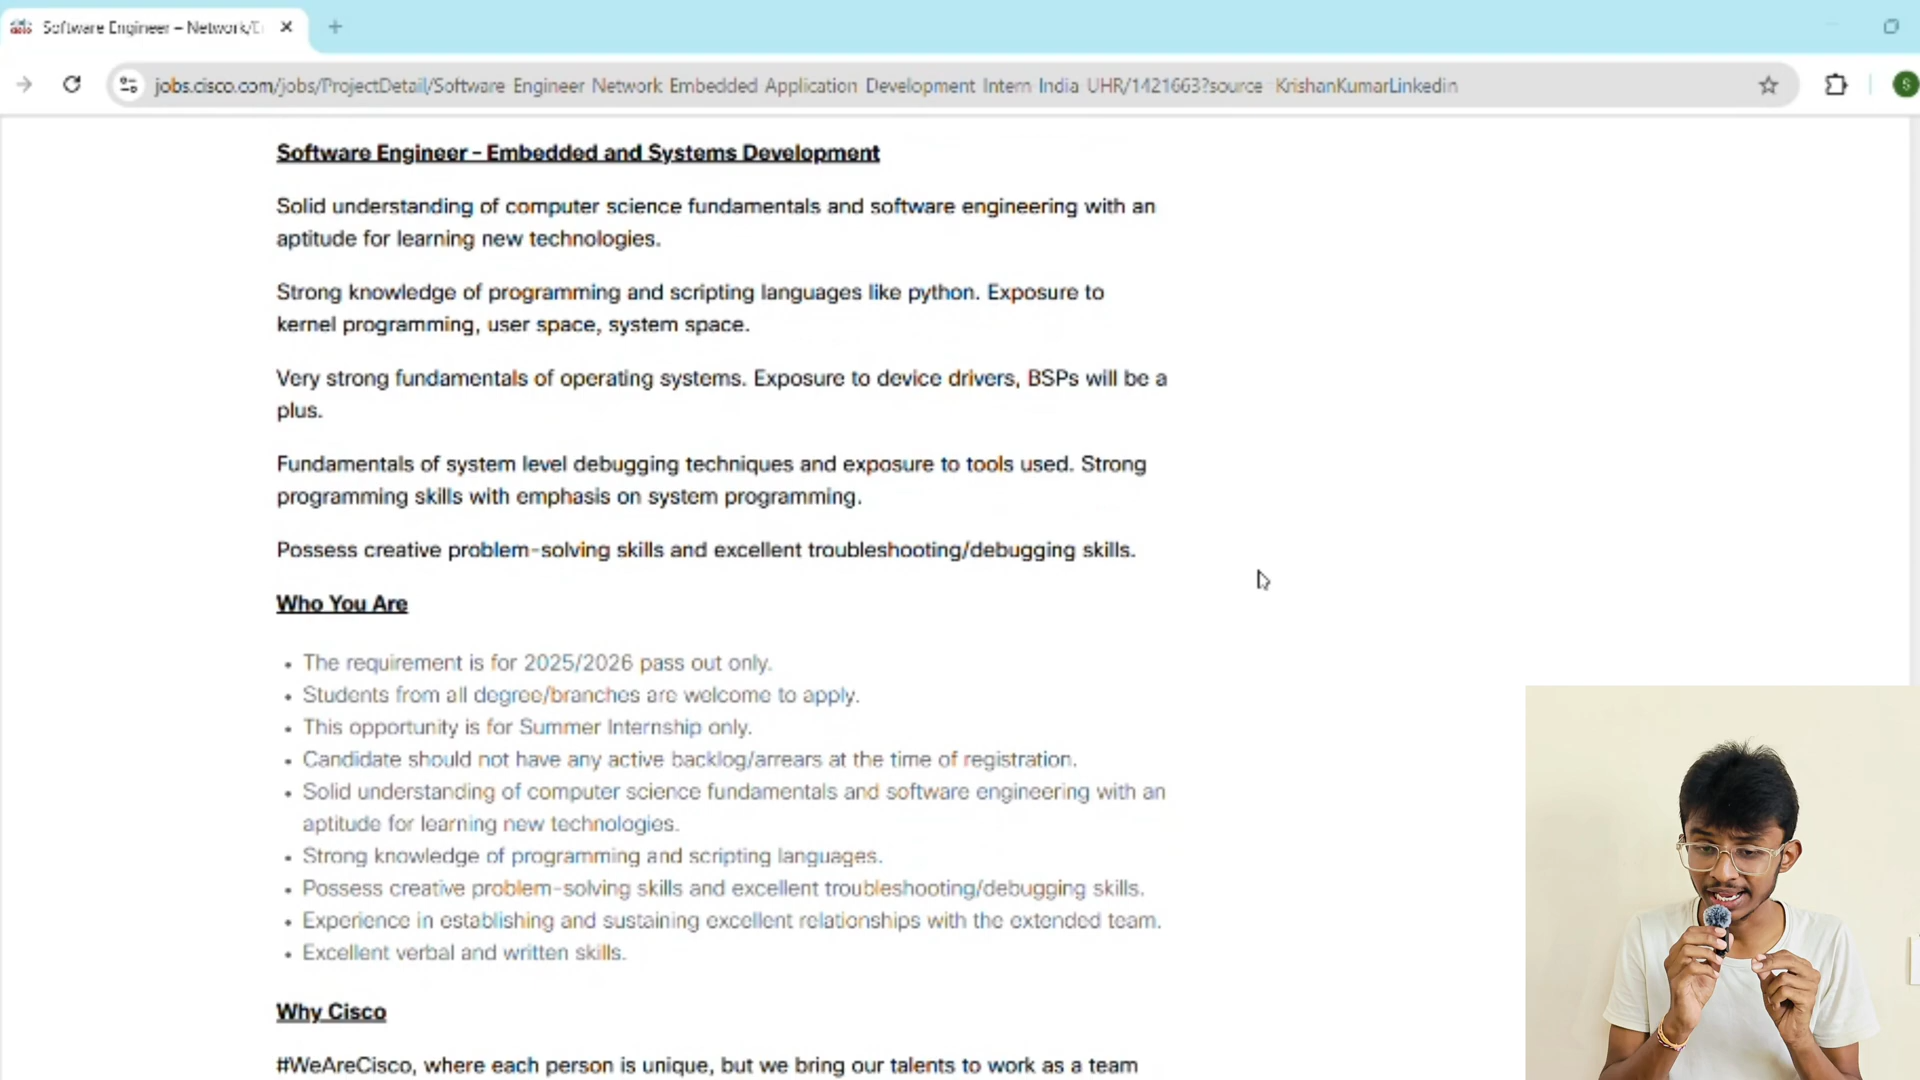 Software Engineer – Network/E
jobs.cisco.com/jobs/ProjectDetail/Software Engineer Network Embedded Application Development Intern India UHR/1421663?source KrishanKumarLinkedin
S
Software Engineer - Embedded and Systems Development
Solid understanding of computer science fundamentals and software engineering with an
aptitude for learning new technologies.
Strong knowledge of programming and scripting languages like python. Exposure to
kernel programming, user space, system space.
Very strong fundamentals of operating systems. Exposure to device drivers, BSPs will be a
plus.
Fundamentals of system level debugging techniques and exposure to tools used. Strong
programming skills with emphasis on system programming.
Possess creative problem-solving skills and excellent troubleshooting/debugging skills.
Who You Are
• The requirement is for 2025/2026 pass out only.
• Students from all degree/branches are welcome to apply.
• This opportunity is for Summer Internship only.
• Candidate should not have any active backlog/arrears at the time of registration.
• Solid understanding of computer science fundamentals and software engineering with an
aptitude for learning new technologies.
• Strong knowledge of programming and scripting languages.
• Possess creative problem-solving skills and excellent troubleshooting/debugging skills.
• Experience in establishing and sustaining excellent relationships with the extended team.
• Excellent verbal and written skills.
Why Cisco
#WeAreCisco, where each person is unique, but we bring our talents to work as a team